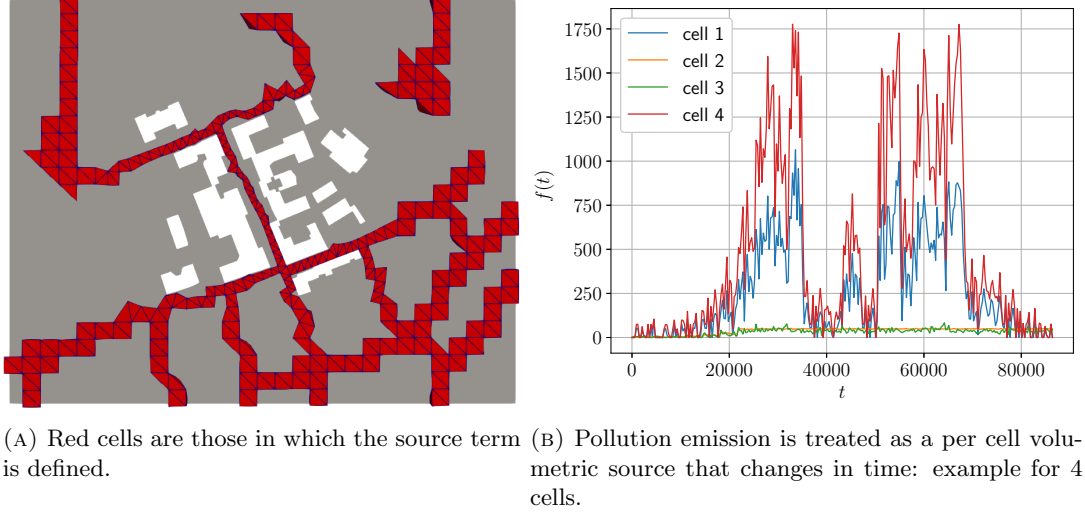 1750
1500
1250
1000
750
500
250
0
f(t)
cell 1
cell 2
cell 3
cell 4
0 20000 40000 60000 80000
t
(A) Red cells are those in which the source term
is defined.
(B) Pollution emission is treated as a per cell volu-
metric source that changes in time: example for 4
cells.